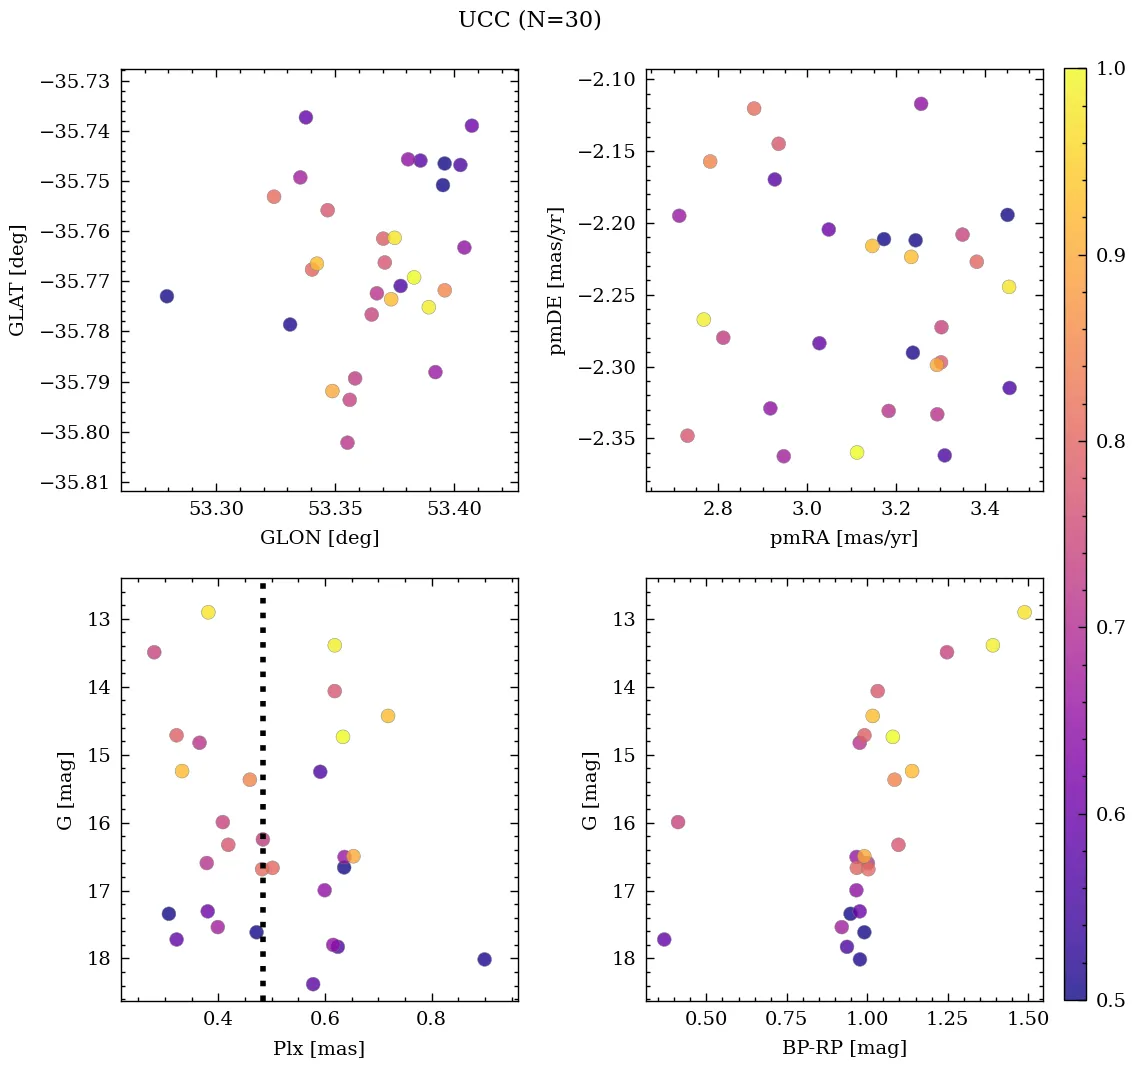 UCC (N=30)
−35.73
−35.74
−35.75
−35.76
−35.77
−35.78
−35.79
−35.80
−35.81
GLAT [deg]
53.30 53.35 53.40
GLON [deg]
−2.10
−2.15
−2.20
−2.25
−2.30
−2.35
pmDE [mas/yr]
2.8 3.0 3.2 3.4
pmRA [mas/yr]
13
14
15
16
17
18
G [mag]
0.4 0.6 0.8
Plx [mas]
13
14
15
16
17
18
G [mag]
0.50 0.75 1.00 1.25 1.50
BP-RP [mag]
1.0
0.9
0.8
0.7
0.6
0.5